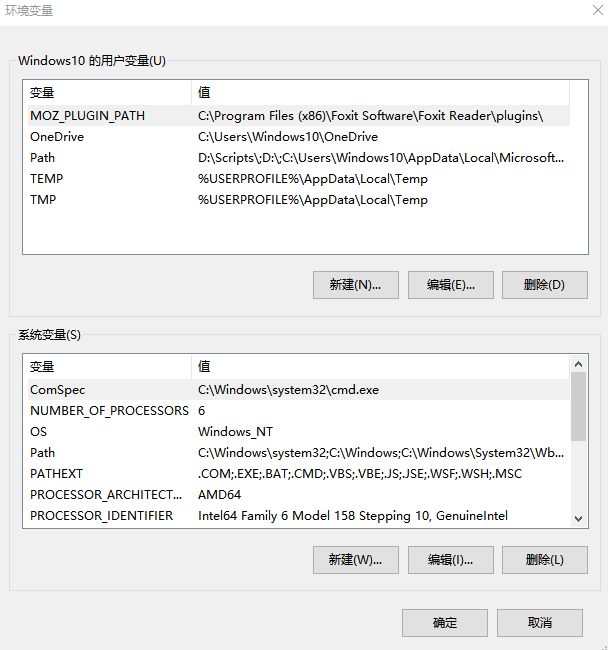 环境变量
Windows10 的用户变量(U)
变量 值
MOZ_PLUGIN_PATH C:\Program Files (x86)\Foxit Software\Foxit Reader\plugins\
OneDrive C:\Users\Windows10\OneDrive
Path D:\Scripts\;D:\;C:\Users\Windows10\AppData\Local\Microsoft...
TEMP %USERPROFILE%\AppData\Local\Temp
TMP %USERPROFILE%\AppData\Local\Temp
新建(N)... 编辑(E)... 删除(D)
系统变量(S)
变量 值
ComSpec C:\Windows\system32\cmd.exe
NUMBER_OF_PROCESSORS 6
OS Windows_NT
Path C:\Windows\system32;C:\Windows;C:\Windows\System32\Wb...
PATHEXT .COM;.EXE;.BAT;.CMD;.VBS;.VBE;.JS;.JSE;.WSF;.WSH;.MSC
PROCESSOR_ARCHITECT... AMD64
PROCESSOR_IDENTIFIER Intel64 Family 6 Model 158 Stepping 10, GenuineIntel
新建(W)... 编辑(I)... 删除(L)
确定 取消